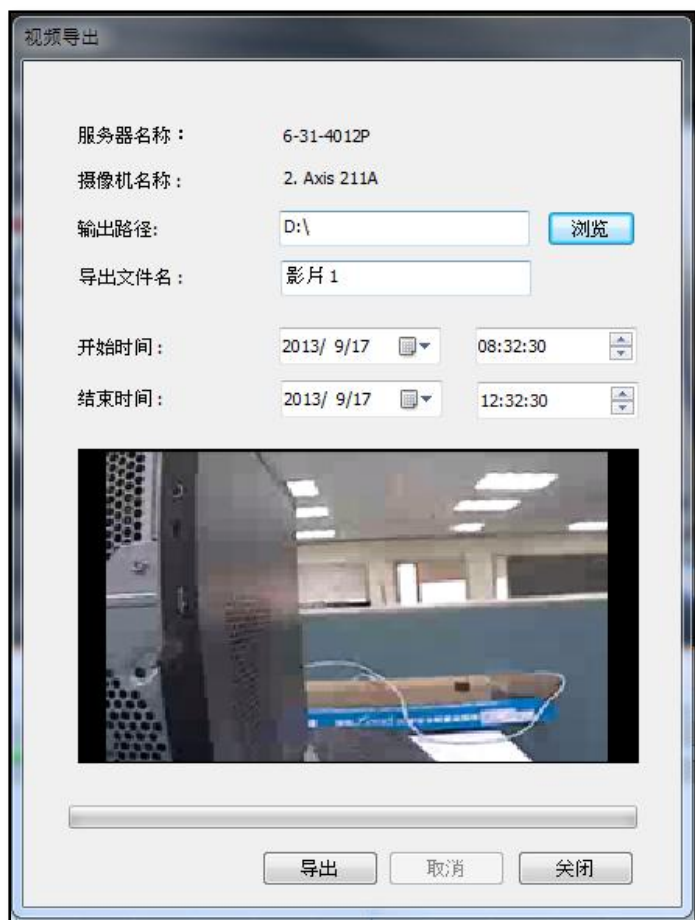 视频导出
服务器名称： 6-31-4012P
摄像机名称： 2. Axis 211A
输出路径: D:\ 浏览
导出文件名： 影片1
开始时间： 2013/ 9/17 08:32:30
结束时间： 2013/ 9/17 12:32:30
导出 取消 关闭